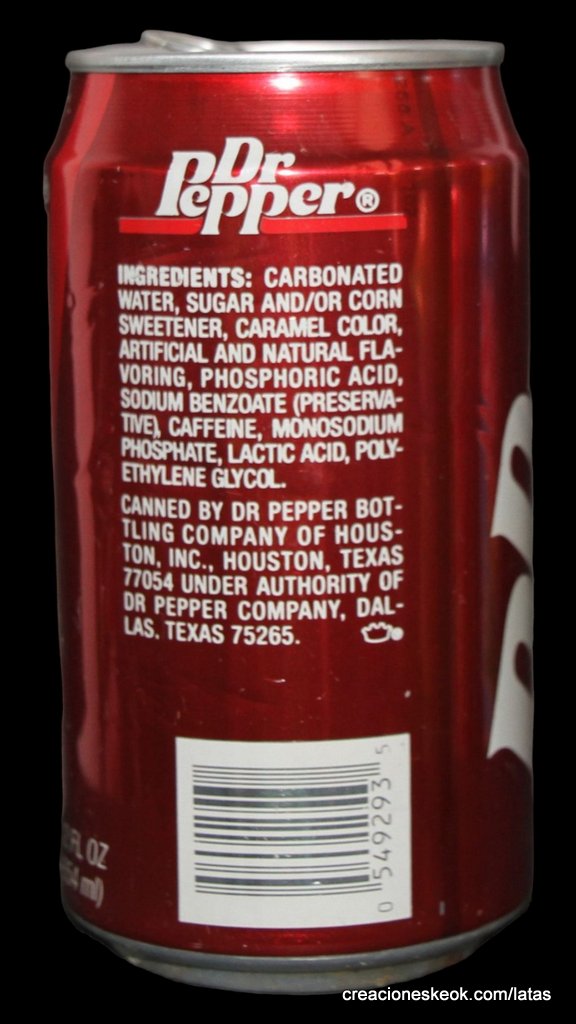 Dr
Pepper®
INGREDIENTS: CARBONATED
WATER, SUGAR AND/OR CORN
SWEETENER, CARAMEL COLOR,
ARTIFICIAL AND NATURAL FLA-
VORING, PHOSPHORIC ACID,
SODIUM BENZOATE (PRESERVA-
TIVE), CAFFEINE, MONOSODIUM
PHOSPHATE, LACTIC ACID, POLY-
ETHYLENE GLYCOL.
CANNED BY DR PEPPER BOT-
TLING COMPANY OF HOUS-
TON, INC., HOUSTON, TEXAS
77054 UNDER AUTHORITY OF
DR PEPPER COMPANY, DAL-
LAS, TEXAS 75265.
FL OZ
ml)
0 549293 5
creacioneskeok.com/latas